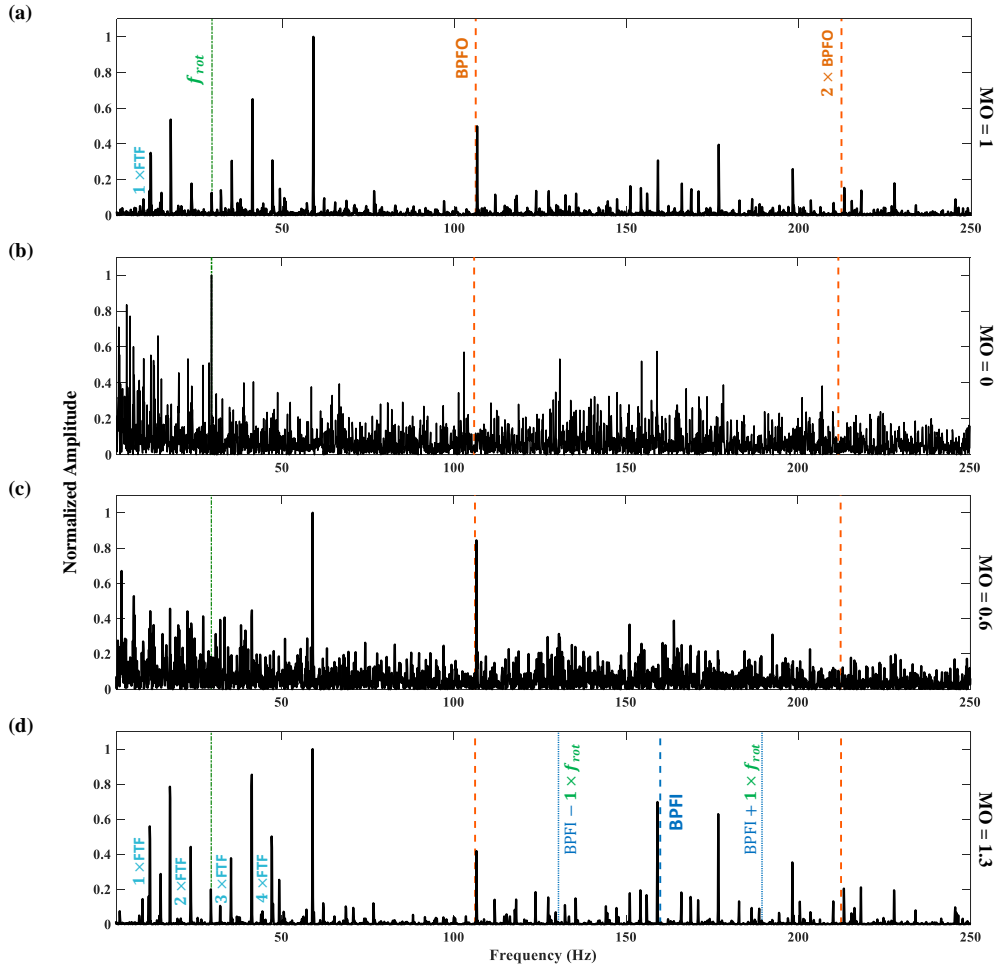 (a)
1
0.8
0.6
0.4
0.2
0
1 ×FTF
f_rot
BPFO
2 × BPFO
MO = 1
50
100
150
200
250
(b)
1
0.8
0.6
0.4
0.2
0
MO = 0
50
100
150
200
250
(c)
Normalized Amplitude
1
0.8
0.6
0.4
0.2
0
MO = 0.6
50
100
150
200
250
(d)
1
0.8
0.6
0.4
0.2
0
1 ×FTF
2 ×FTF
3 ×FTF
4 ×FTF
BPFI − 1 × f_rot
BPFI
BPFI + 1 × f_rot
MO = 1.3
50
100
150
200
250
Frequency (Hz)